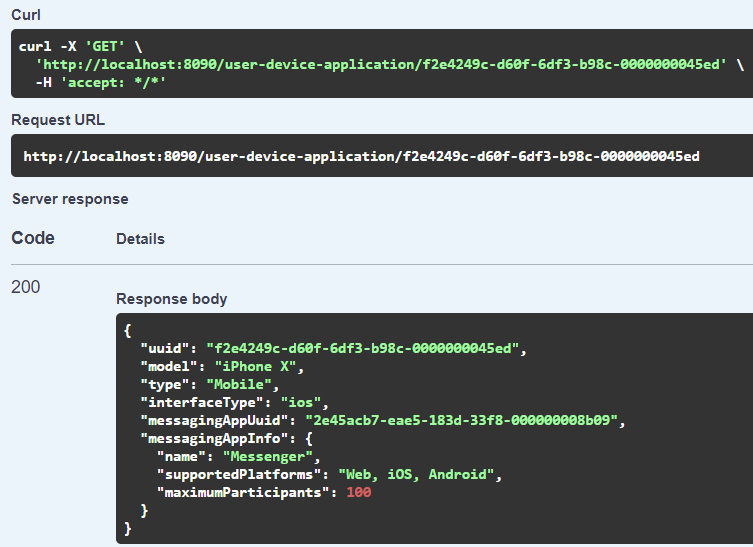 Curl
curl -X 'GET' \
'http://localhost:8090/user-device-application/f2e4249c-d60f-6df3-b98c-0000000045ed' \
-H 'accept: */*'
Request URL
http://localhost:8090/user-device-application/f2e4249c-d60f-6df3-b98c-0000000045ed
Server response
Code Details
200
Response body
{
"uuid": "f2e4249c-d60f-6df3-b98c-0000000045ed",
"model": "iPhone X",
"type": "Mobile",
"interfaceType": "ios",
"messagingAppUuid": "2e45acb7-eae5-183d-33f8-000000008b09",
"messagingAppInfo": {
"name": "Messenger",
"supportedPlatforms": "Web, iOS, Android",
"maximumParticipants": 100
}
}